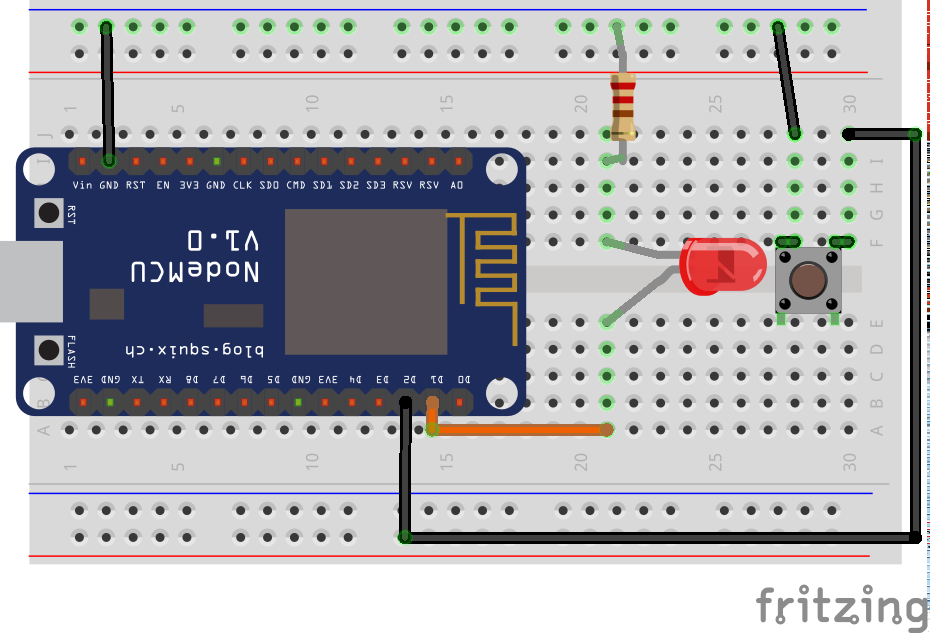 1 5 10 15 20 25 30
J
I I
H
G
F
Vin GND RST EN 3V3 GND CLK SD0 CMD SD1 SD2 SD3 RSV RSV A0
RST
V1.0
NodeMCU
blog.squix.ch
FLASH
E
D
C
B B
A A
3V3 GND TX RX D8 D7 D6 D5 GND 3V3 D4 D3 D2 D1 D0
1 5 10 15 20 25 30
fritzing